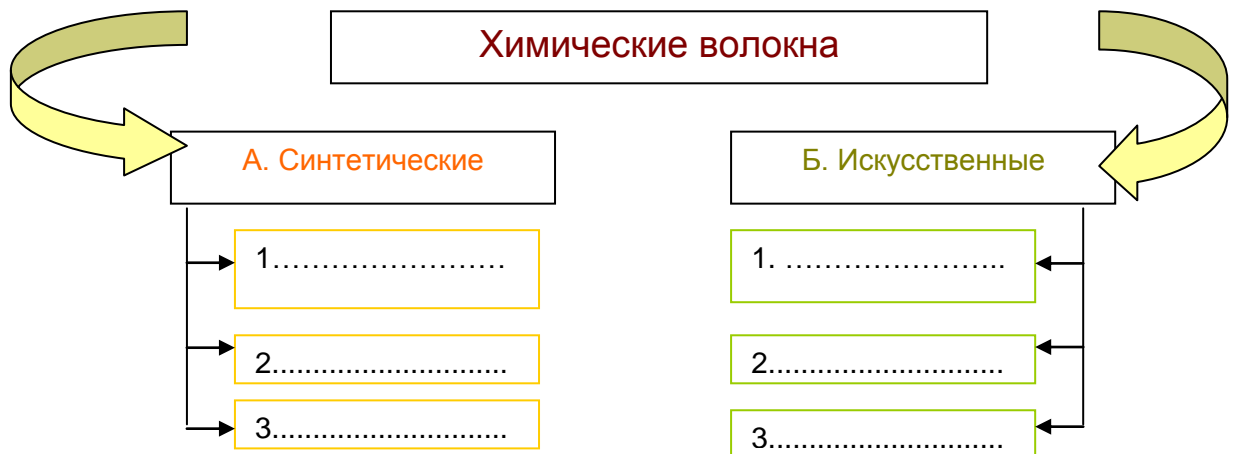 Химические волокна
А. Синтетические
Б. Искусственные
1……………………
1. …………………..
2............................
2............................
3............................
3............................